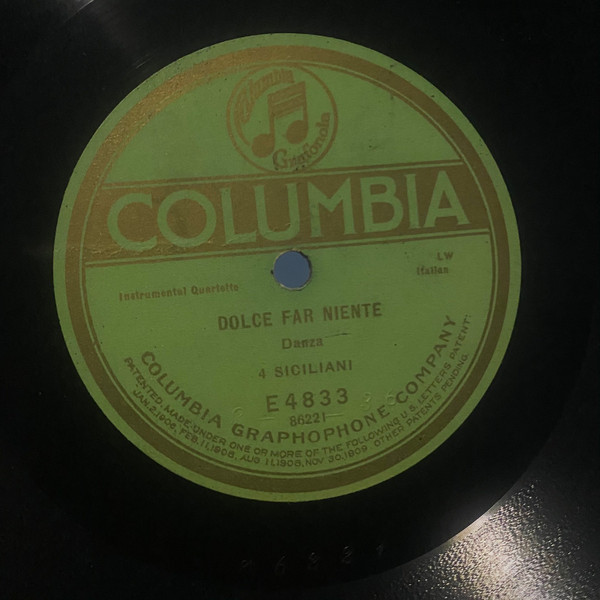 Columbia
Grafonola
COLUMBIA
LW
Italian
Instrumental Quartette
DOLCE FAR NIENTE
Danza
4 SICILIANI
E4833
86221
COLUMBIA GRAPHOPHONE COMPANY
PATENTED, MADE UNDER ONE OR MORE OF THE FOLLOWING U.S. LETTERS PATENT:
JAN.2,1906, FEB.11,1908, AUG.11,1908, NOV.30,1909. OTHER PATENTS PENDING.